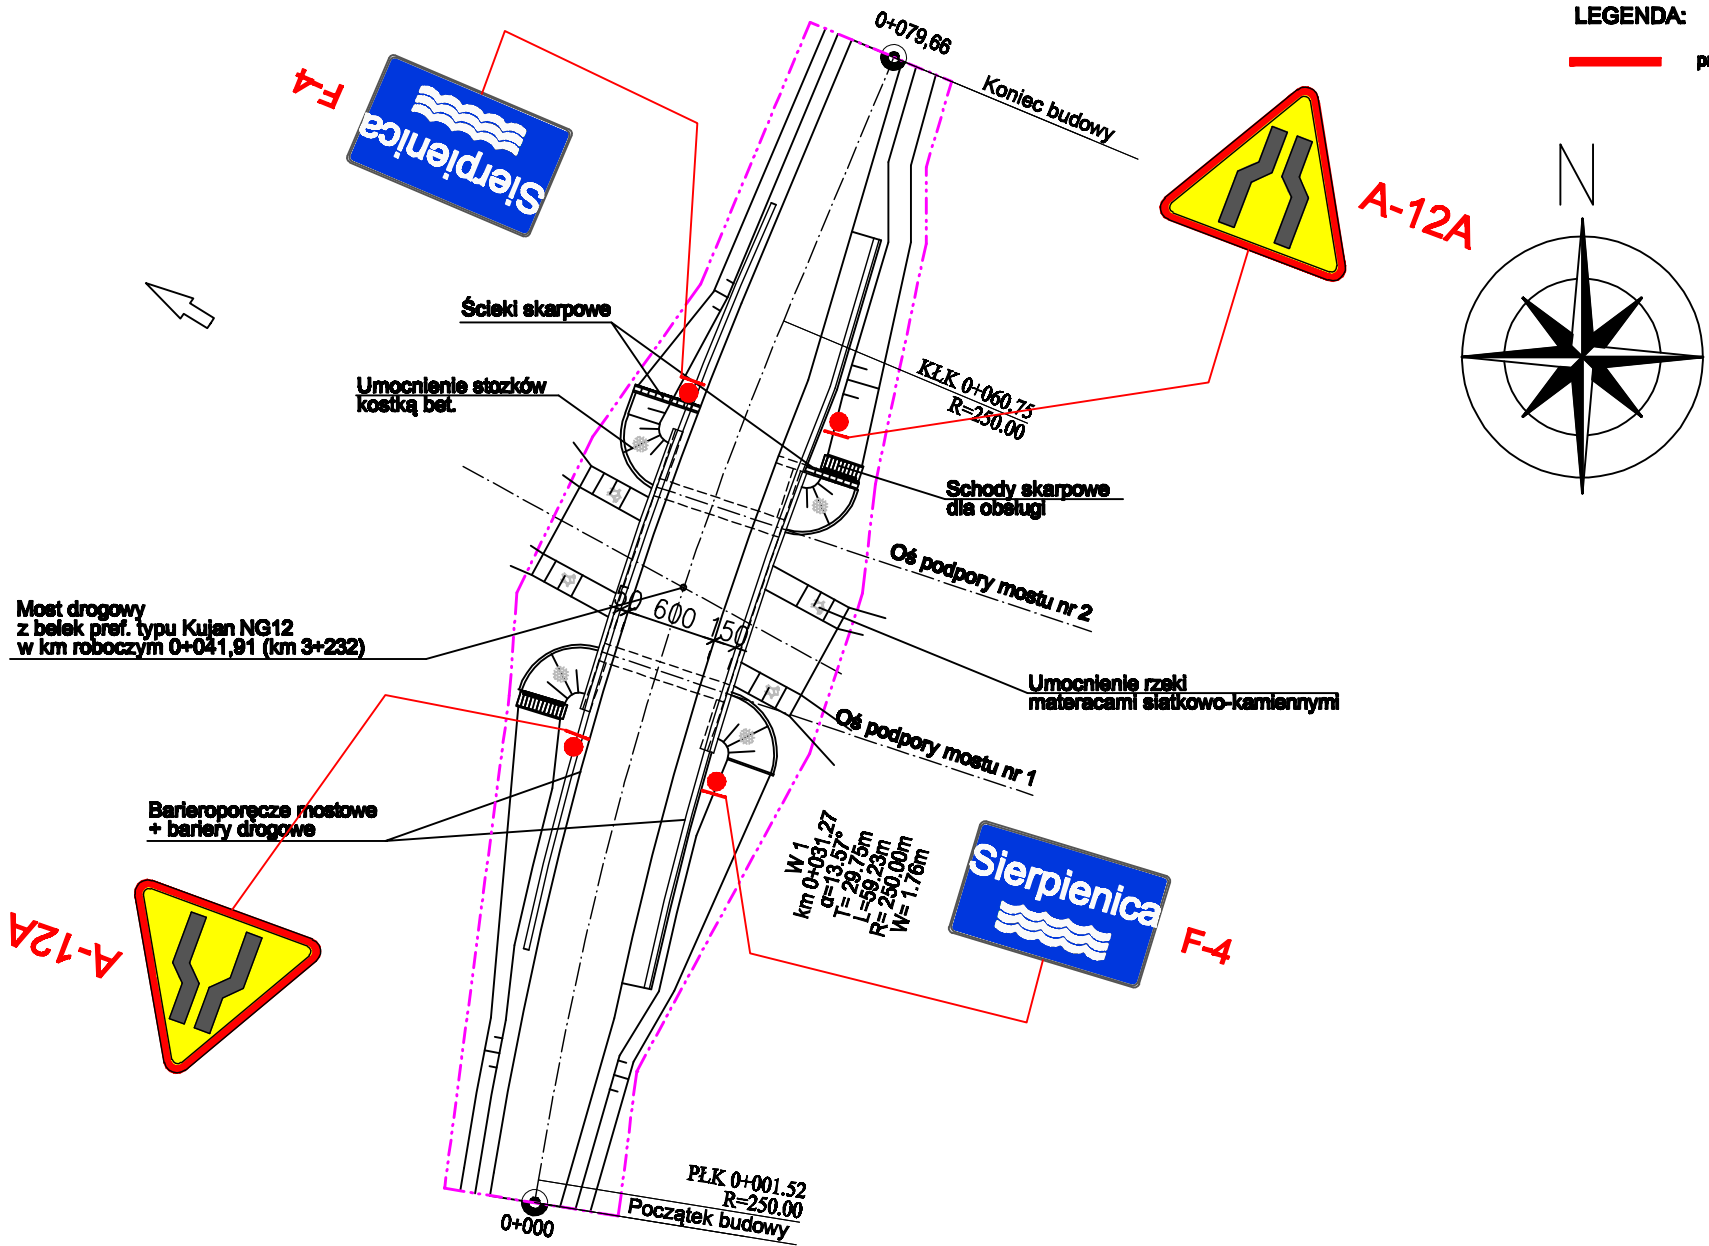 LEGENDA:
0+079,66
Koniec budowy
F-4
Sierpienica
A-12A
N
Ścieki skarpowe
Umocnienie stożków
kostką bet.
KŁK 0+060.75
R=250.00
Schody skarpowe
dla obsługi
Oś podpory mostu nr 2
50 600 150
Most drogowy
z belek pref. typu Kujan NG12
w km roboczym 0+041,91 (km 3+232)
Umocnienie rzeki
materacami siatkowo-kamiennymi
Oś podpory mostu nr 1
Barieroporęcze mostowe
+ bariery drogowe
W 1
km 0+031.27
α=13.57°
T= 29.75m
L=59.23m
R= 250.00m
W= 1.76m
Sierpienica
F-4
A-12A
PŁK 0+001.52
R=250.00
Początek budowy
0+000